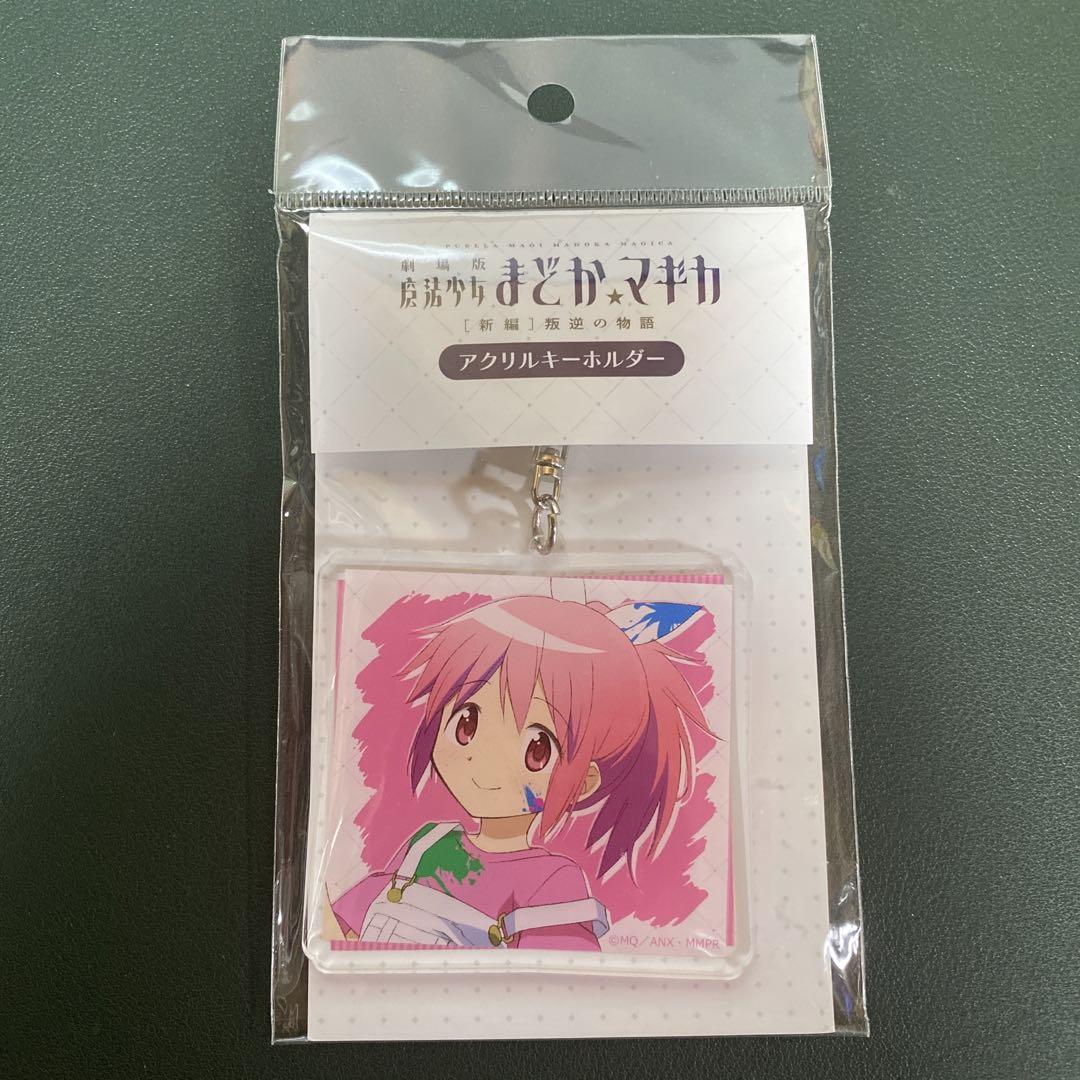 PUELLA MAGI MADOKA MAGICA
劇場版
魔法少女まどか★マギカ
[新編]叛逆の物語
アクリルキーホルダー
©MQ／ANX・MMPR